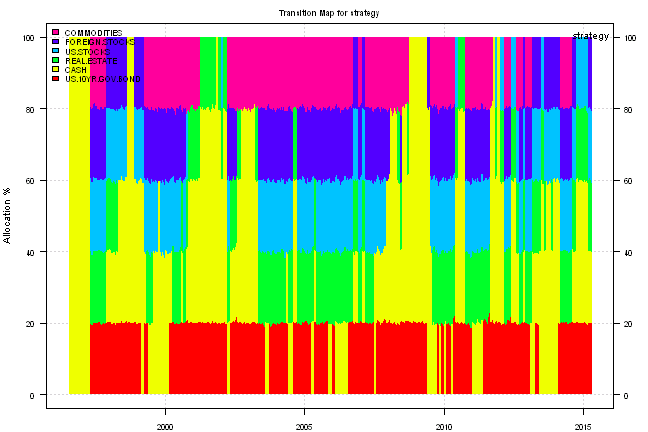 Transition Map for strategy
strategy
COMMODITIES
FOREIGN.STOCKS
US.STOCKS
REAL.ESTATE
CASH
US.10YR.GOV.BOND
Allocation %
100
80
60
40
20
0
100
80
60
40
20
0
2000 2005 2010 2015